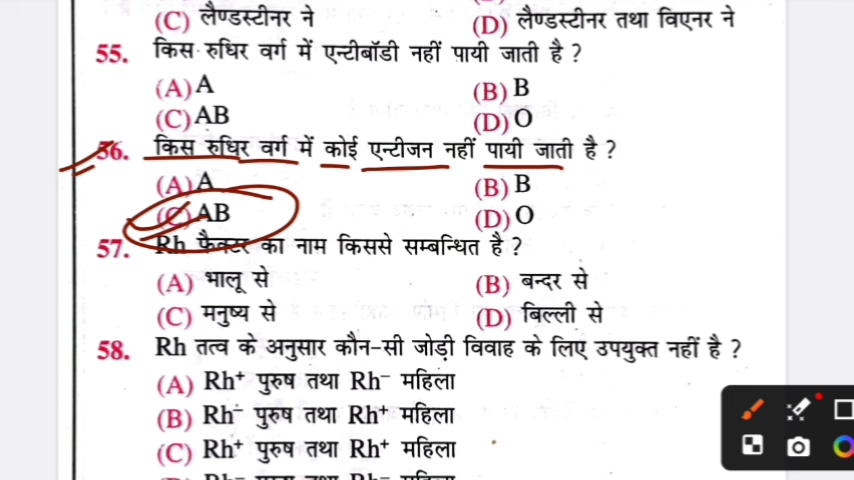 (C) लैण्डस्टीनर ने (D) लैण्डस्टीनर तथा विएनर ने
55. किस रुधिर वर्ग में एन्टीबॉडी नहीं पायी जाती है ?
(A) A (B) B
(C) AB (D) O
56. किस रुधिर वर्ग में कोई एन्टीजन नहीं पायी जाती है ?
(A) A (B) B
(C) AB (D) O
57. Rh फैक्टर का नाम किससे सम्बन्धित है ?
(A) भालू से (B) बन्दर से
(C) मनुष्य से (D) बिल्ली से
58. Rh तत्व के अनुसार कौन-सी जोड़ी विवाह के लिए उपयुक्त नहीं है ?
(A) Rh⁺ पुरुष तथा Rh⁻ महिला
(B) Rh⁻ पुरुष तथा Rh⁺ महिला
(C) Rh⁺ पुरुष तथा Rh⁺ महिला